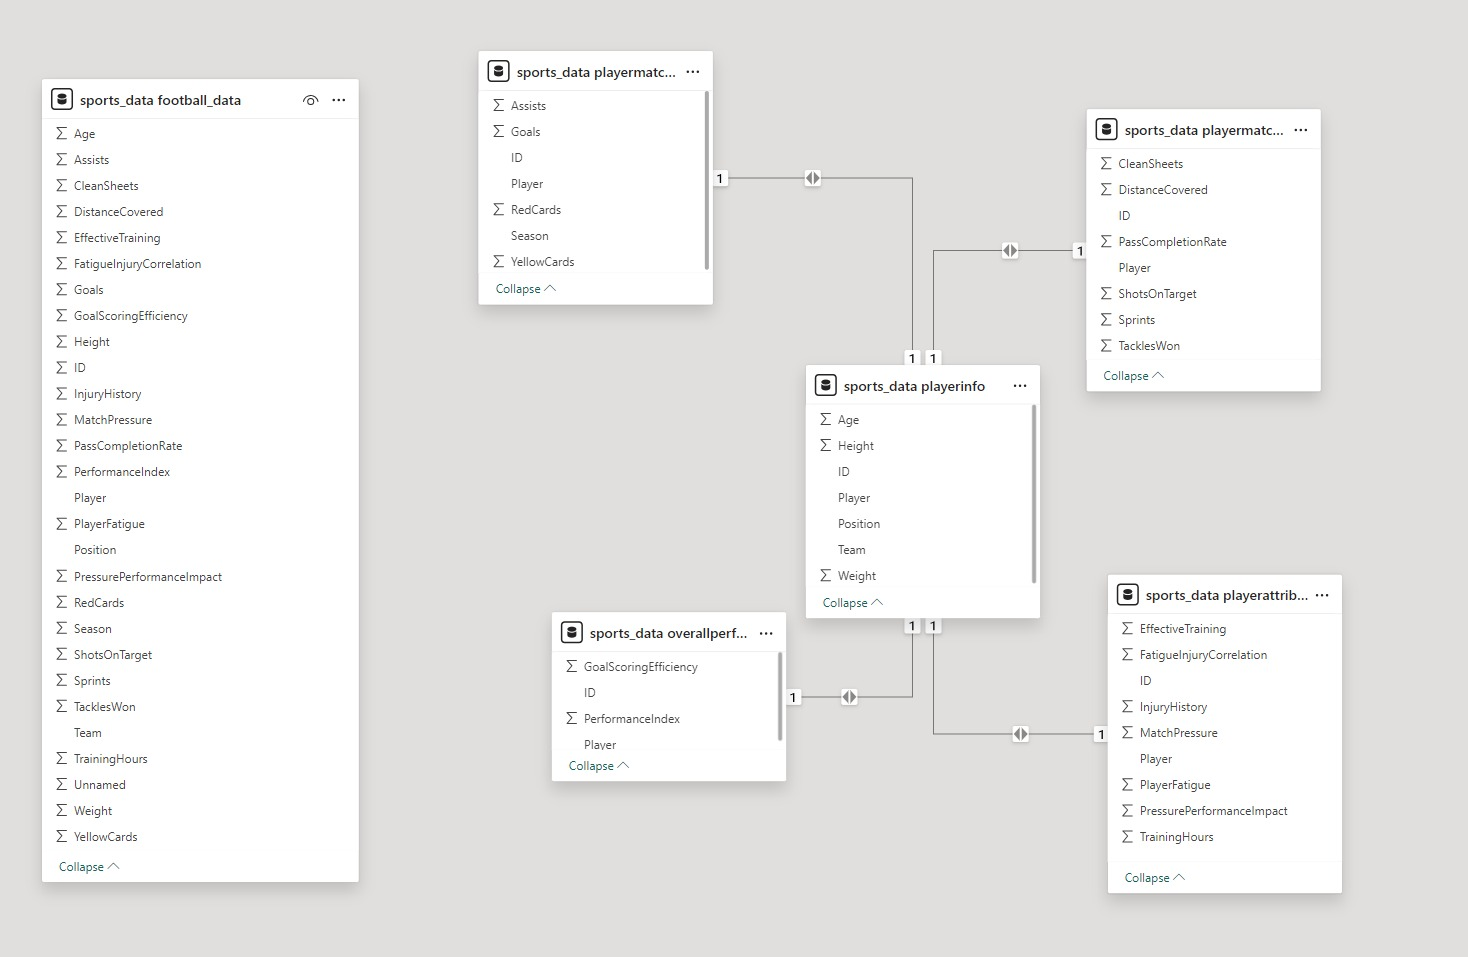 sports_data football_data
Age
Assists
CleanSheets
DistanceCovered
EffectiveTraining
FatigueInjuryCorrelation
Goals
GoalScoringEfficiency
Height
ID
InjuryHistory
MatchPressure
PassCompletionRate
PerformanceIndex
Player
PlayerFatigue
Position
PressurePerformanceImpact
RedCards
Season
ShotsOnTarget
Sprints
TacklesWon
Team
TrainingHours
Unnamed
Weight
YellowCards
Collapse
sports_data playermatc...
Assists
Goals
ID
Player
RedCards
Season
YellowCards
Collapse
1
1
sports_data playermatc...
CleanSheets
DistanceCovered
ID
PassCompletionRate
Player
ShotsOnTarget
Sprints
TacklesWon
Collapse
1
1
sports_data playerinfo
Age
Height
ID
Player
Position
Team
Weight
Collapse
1
1
sports_data overallperf...
GoalScoringEfficiency
ID
PerformanceIndex
Player
Collapse
1
sports_data playerattrib...
EffectiveTraining
FatigueInjuryCorrelation
ID
InjuryHistory
MatchPressure
Player
PlayerFatigue
PressurePerformanceImpact
TrainingHours
Collapse
1